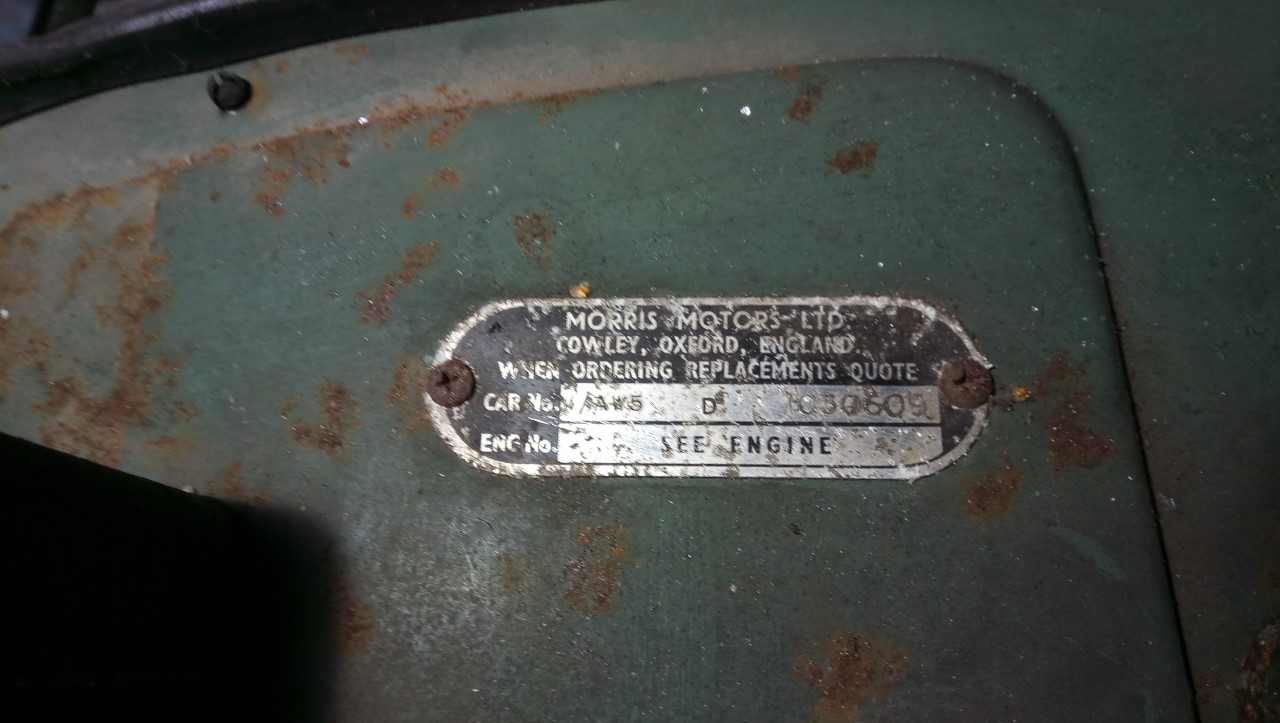 MORRIS MOTORS LTD.
COWLEY, OXFORD, ENGLAND.
WHEN ORDERING REPLACEMENTS QUOTE
CAR No. D
ENG No. SEE ENGINE